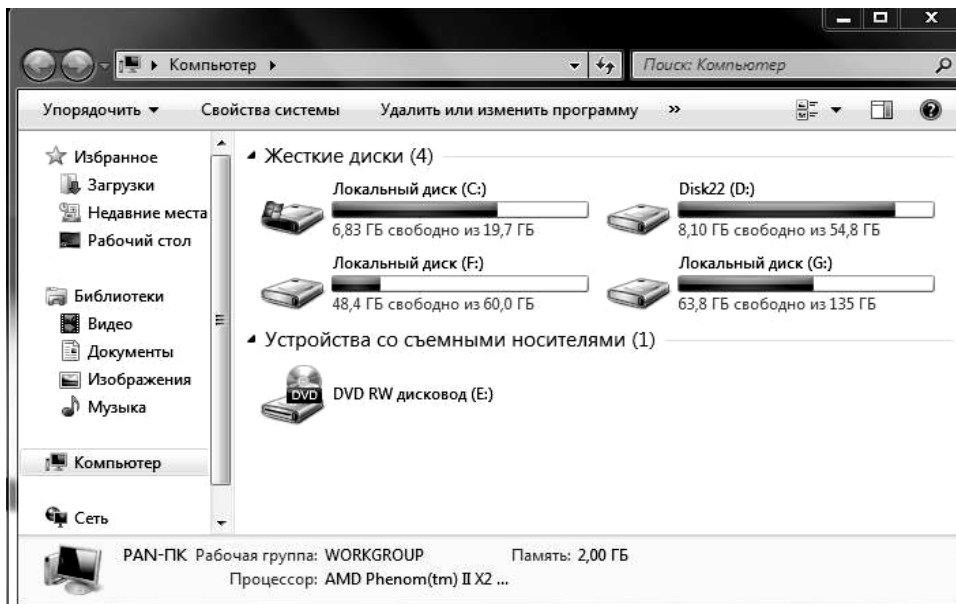 Компьютер
Поиск: Компьютер
Упорядочить Свойства системы Удалить или изменить программу »
Избранное
Загрузки
Недавние места
Рабочий стол
Библиотеки
Видео
Документы
Изображения
Музыка
Компьютер
Сеть
Жесткие диски (4)
Локальный диск (C:)
6,83 ГБ свободно из 19,7 ГБ
Disk22 (D:)
8,10 ГБ свободно из 54,8 ГБ
Локальный диск (F:)
48,4 ГБ свободно из 60,0 ГБ
Локальный диск (G:)
63,8 ГБ свободно из 135 ГБ
Устройства со съемными носителями (1)
DVD
DVD RW дисковод (E:)
PAN-ПК Рабочая группа: WORKGROUP Память: 2,00 ГБ
Процессор: AMD Phenom(tm) II X2 ...